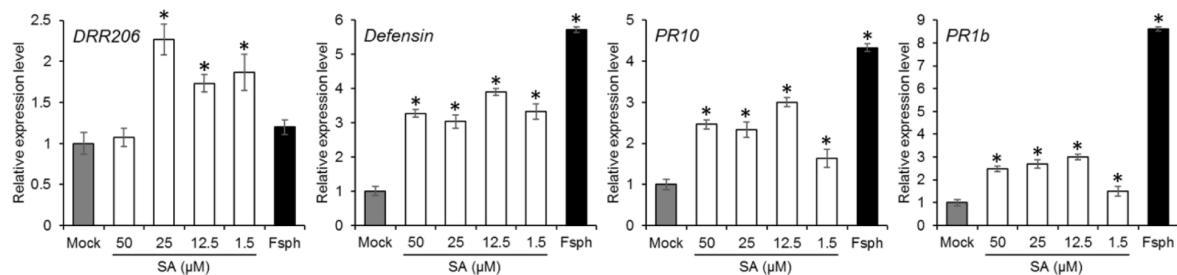 DRR206
Relative expression level
2.5
2
1.5
1
0.5
0
*
*
*
Mock 50 25 12.5 1.5 Fsph
SA (µM)
Defensin
Relative expression level
6
5
4
3
2
1
0
*
*
*
*
*
Mock 50 25 12.5 1.5 Fsph
SA (µM)
PR10
Relative expression level
6
4
3
2
1
0
*
*
*
*
*
Mock 50 25 12.5 1.5 Fsph
SA (µM)
PR1b
Relative expression level
9
8
7
6
5
4
3
2
1
0
*
*
*
*
*
Mock 50 25 12.5 1.5 Fsph
SA (µM)